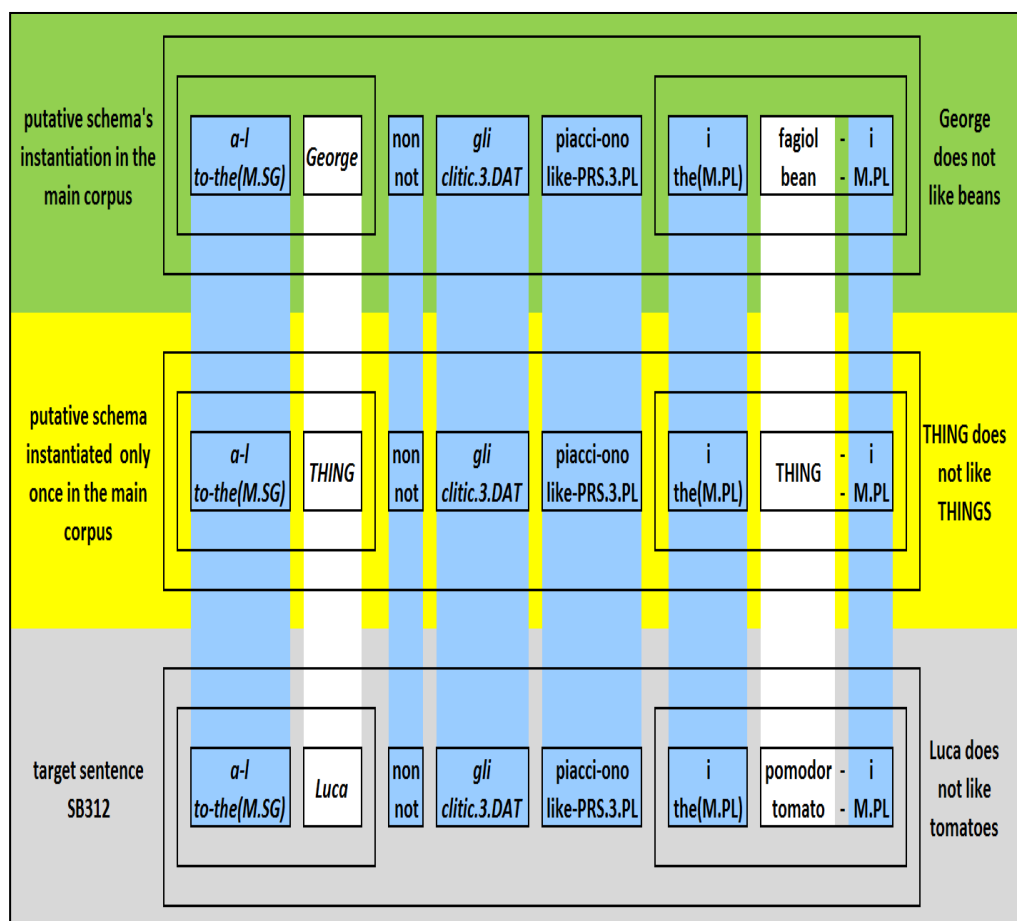 putative schema's
instantiation in the
main corpus
a-l George non gli piacci-ono i fagiol - i
to-the(M.SG) not clitic.3.DAT like-PRS.3.PL the(M.PL) bean - M.PL
George
does not
like beans
putative schema
instantiated only
once in the main
corpus
a-l THING non gli piacci-ono i THING - i
to-the(M.SG) not clitic.3.DAT like-PRS.3.PL the(M.PL) - M.PL
THING does
not like
THINGS
target sentence
SB312
a-l Luca non gli piacci-ono i pomodor - i
to-the(M.SG) not clitic.3.DAT like-PRS.3.PL the(M.PL) tomato - M.PL
Luca does
not like
tomatoes